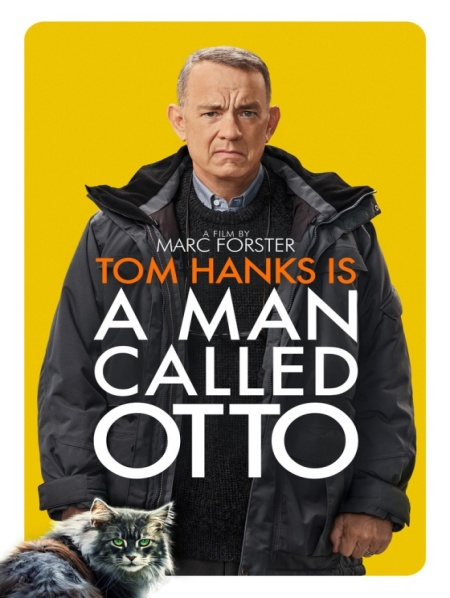 A FILM BY
MARC FORSTER
TOM HANKS IS
A MAN
CALLED
OTTO